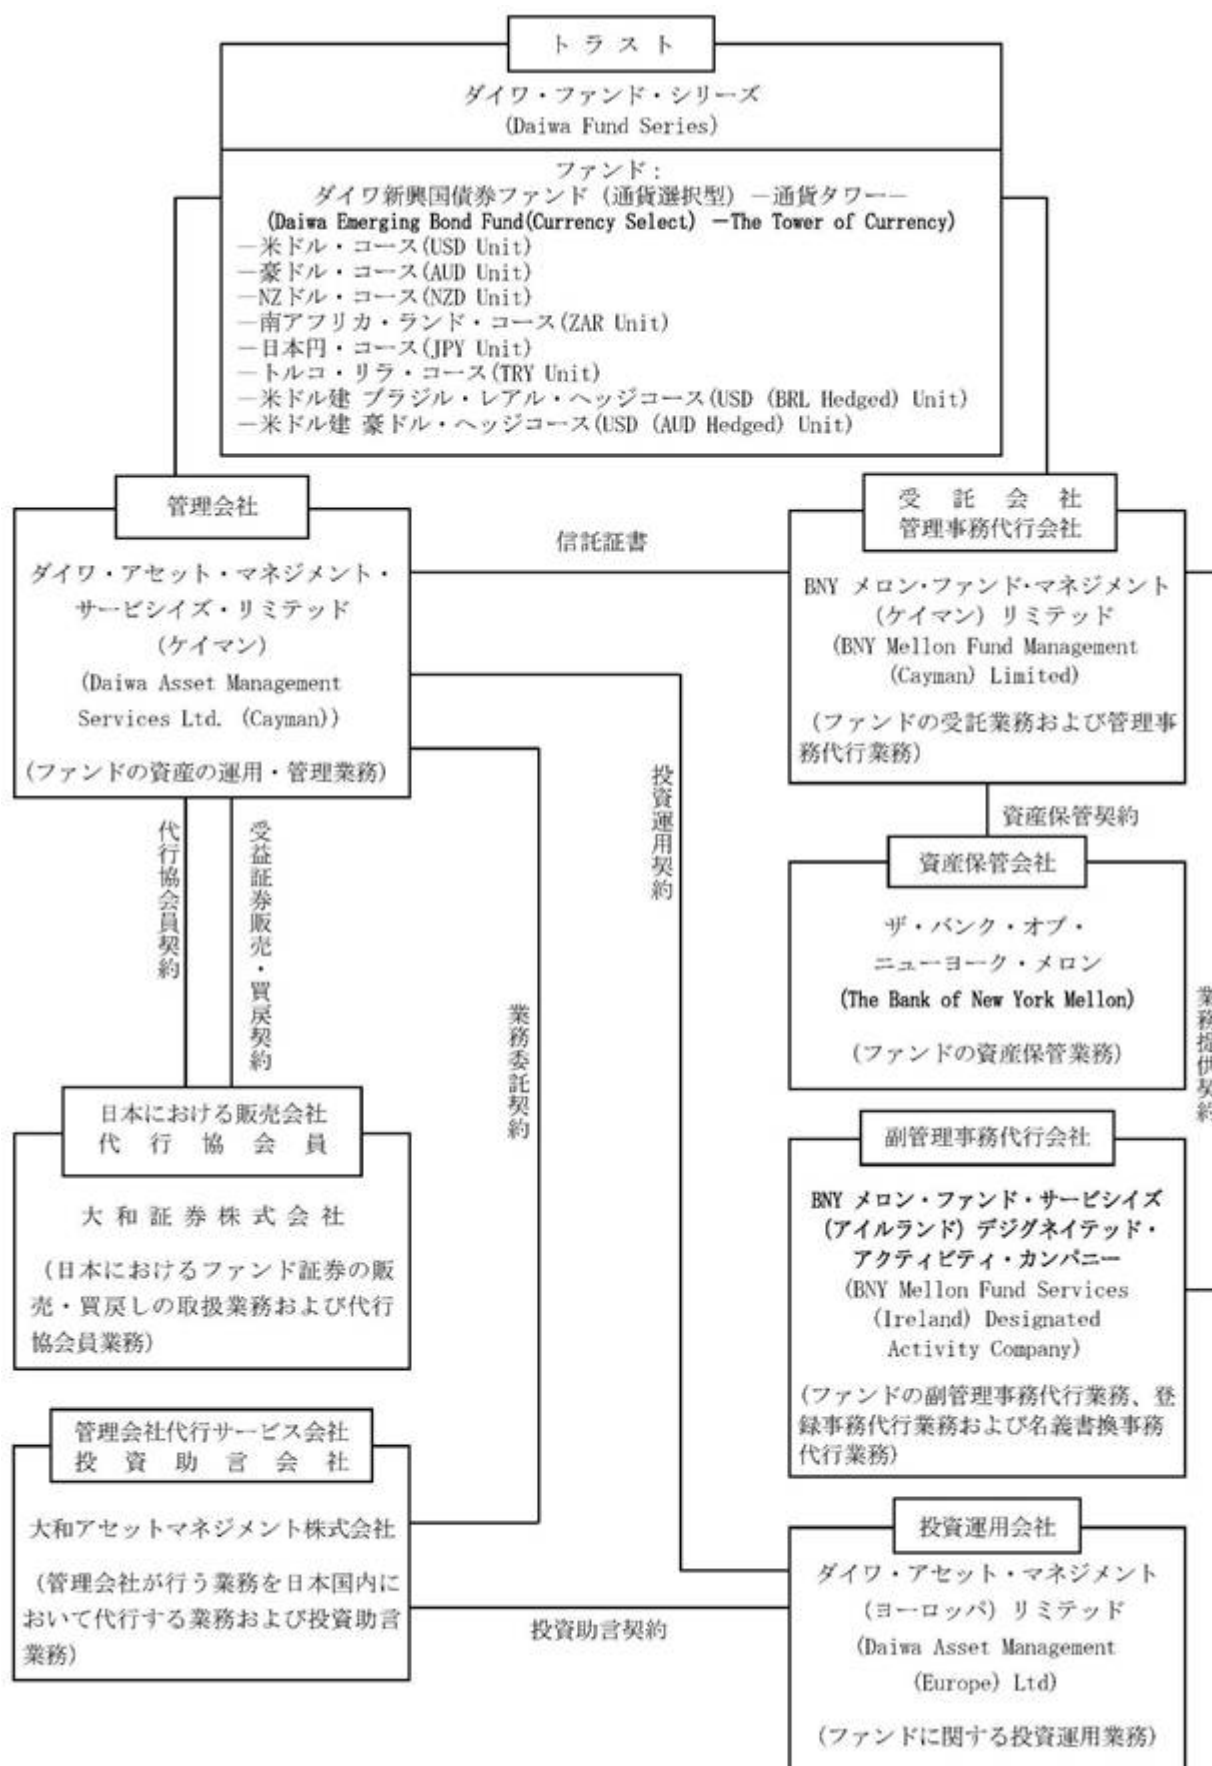 トラスト
ダイワ・ファンド・シリーズ
(Daiwa Fund Series)
ファンド：
ダイワ新興国債券ファンド（通貨選択型）－通貨タワー－
(Daiwa Emerging Bond Fund(Currency Select) －The Tower of Currency)
－米ドル・コース(USD Unit)
－豪ドル・コース(AUD Unit)
－NZドル・コース(NZD Unit)
－南アフリカ・ランド・コース(ZAR Unit)
－日本円・コース(JPY Unit)
－トルコ・リラ・コース(TRY Unit)
－米ドル建 ブラジル・レアル・ヘッジコース(USD (BRL Hedged) Unit)
－米ドル建 豪ドル・ヘッジコース(USD (AUD Hedged) Unit)
管理会社
ダイワ・アセット・マネジメント・
サービシイズ・リミテッド
(ケイマン)
(Daiwa Asset Management
Services Ltd. (Cayman))
(ファンドの資産の運用・管理業務)
信託証書
受託会社
管理事務代行会社
BNY メロン・ファンド・マネジメント
(ケイマン) リミテッド
(BNY Mellon Fund Management
(Cayman) Limited)
(ファンドの受託業務および管理事
務代行業務)
代行協会員契約
受益証券販売・買戻契約
業務委託契約
投資運用契約
資産保管契約
資産保管会社
ザ・バンク・オブ・
ニューヨーク・メロン
(The Bank of New York Mellon)
(ファンドの資産保管業務)
業務提供契約
日本における販売会社
代行協会員
大和証券株式会社
(日本におけるファンド証券の販
売・買戻しの取扱業務および代行
協会員業務)
副管理事務代行会社
BNY メロン・ファンド・サービシイズ
(アイルランド) デジグネイテッド・
アクティビティ・カンパニー
(BNY Mellon Fund Services
(Ireland) Designated
Activity Company)
(ファンドの副管理事務代行業務、登
録事務代行業務および名義書換事務
代行業務)
管理会社代行サービス会社
投資助言会社
大和アセットマネジメント株式会社
(管理会社が行う業務を日本国内に
おいて代行する業務および投資助言
業務)
投資助言契約
投資運用会社
ダイワ・アセット・マネジメント
(ヨーロッパ) リミテッド
(Daiwa Asset Management
(Europe) Ltd)
(ファンドに関する投資運用業務)